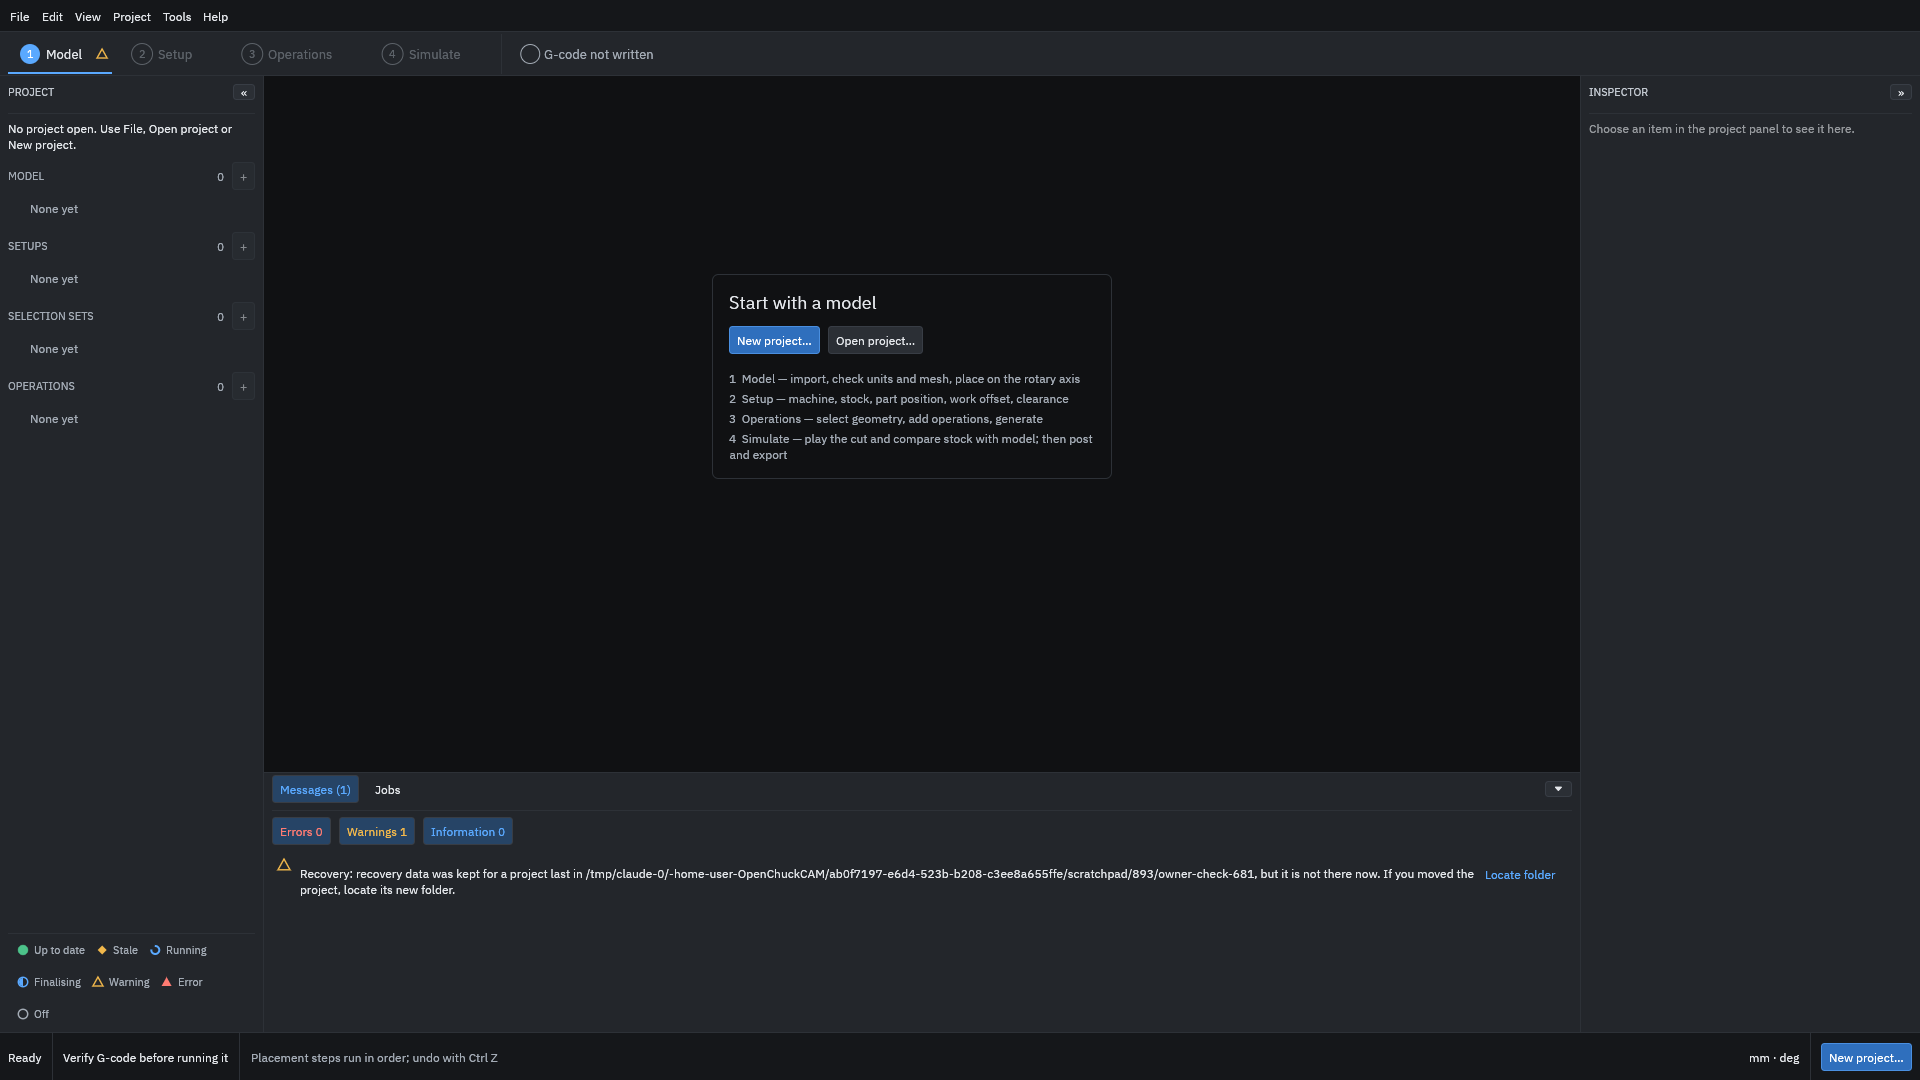 File Edit View Project Tools Help
1 Model 2 Setup 3 Operations 4 Simulate G-code not written
PROJECT «
No project open. Use File, Open project or
New project.
MODEL 0 +
None yet
SETUPS 0 +
None yet
SELECTION SETS 0 +
None yet
OPERATIONS 0 +
None yet
Up to date Stale Running
Finalising Warning Error
Off
Start with a model
New project... Open project...
1 Model — import, check units and mesh, place on the rotary axis
2 Setup — machine, stock, part position, work offset, clearance
3 Operations — select geometry, add operations, generate
4 Simulate — play the cut and compare stock with model; then post
and export
Messages (1) Jobs
Errors 0 Warnings 1 Information 0
Recovery: recovery data was kept for a project last in /tmp/claude-0/-home-user-OpenChuckCAM/ab0f7197-e6d4-523b-b208-c3ee8a655ffe/scratchpad/893/owner-check-681, but it is not there now. If you moved the
project, locate its new folder.
Locate folder
INSPECTOR »
Choose an item in the project panel to see it here.
Ready Verify G-code before running it Placement steps run in order; undo with Ctrl Z mm · deg New project...